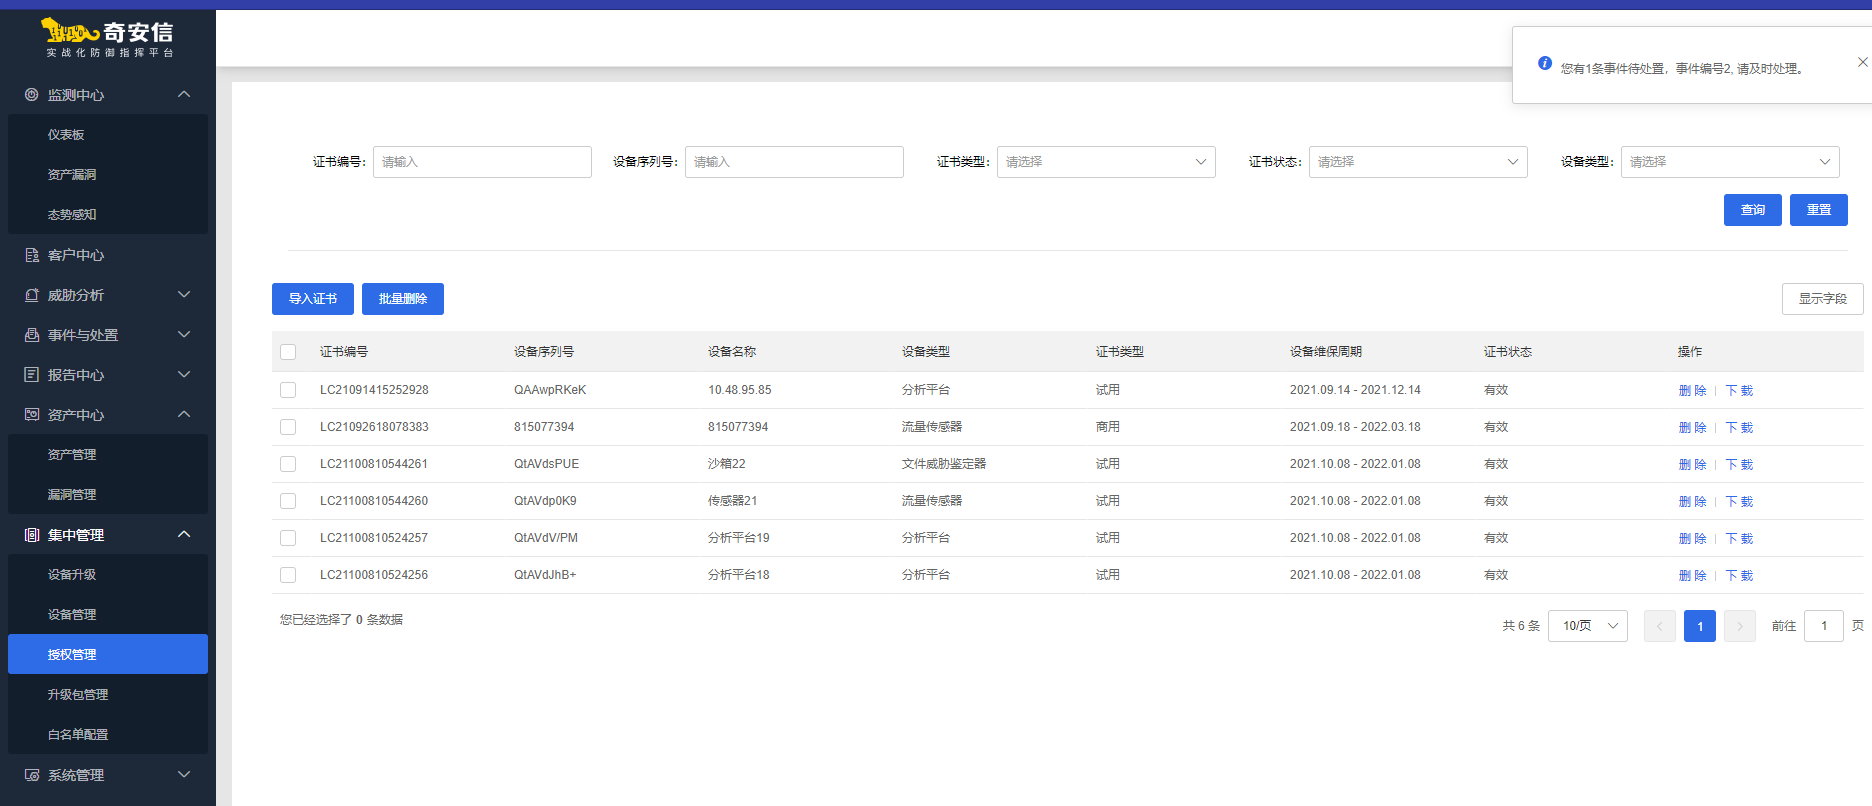 奇安信
实战化防御指挥平台
您有1条事件待处置，事件编号2, 请及时处理。
监测中心
仪表板
资产漏洞
态势感知
客户中心
威胁分析
事件与处置
报告中心
资产中心
资产管理
漏洞管理
集中管理
设备升级
设备管理
授权管理
升级包管理
白名单配置
系统管理
证书编号: 请输入 设备序列号: 请输入 证书类型: 请选择 证书状态: 请选择 设备类型: 请选择
查询 重置
导入证书 批量删除 显示字段
证书编号 设备序列号 设备名称 设备类型 证书类型 设备维保周期 证书状态 操作
LC21091415252928 QAAwpRKeK 10.48.95.85 分析平台 试用 2021.09.14 - 2021.12.14 有效 删除 | 下载
LC21092618078383 815077394 815077394 流量传感器 商用 2021.09.18 - 2022.03.18 有效 删除 | 下载
LC21100810544261 QtAVdsPUE 沙箱22 文件威胁鉴定器 试用 2021.10.08 - 2022.01.08 有效 删除 | 下载
LC21100810544260 QtAVdp0K9 传感器21 流量传感器 试用 2021.10.08 - 2022.01.08 有效 删除 | 下载
LC21100810524257 QtAVdV/PM 分析平台19 分析平台 试用 2021.10.08 - 2022.01.08 有效 删除 | 下载
LC21100810524256 QtAVdJhB+ 分析平台18 分析平台 试用 2021.10.08 - 2022.01.08 有效 删除 | 下载
您已经选择了 0 条数据
共 6 条 10/页 < 1 > 前往 1 页